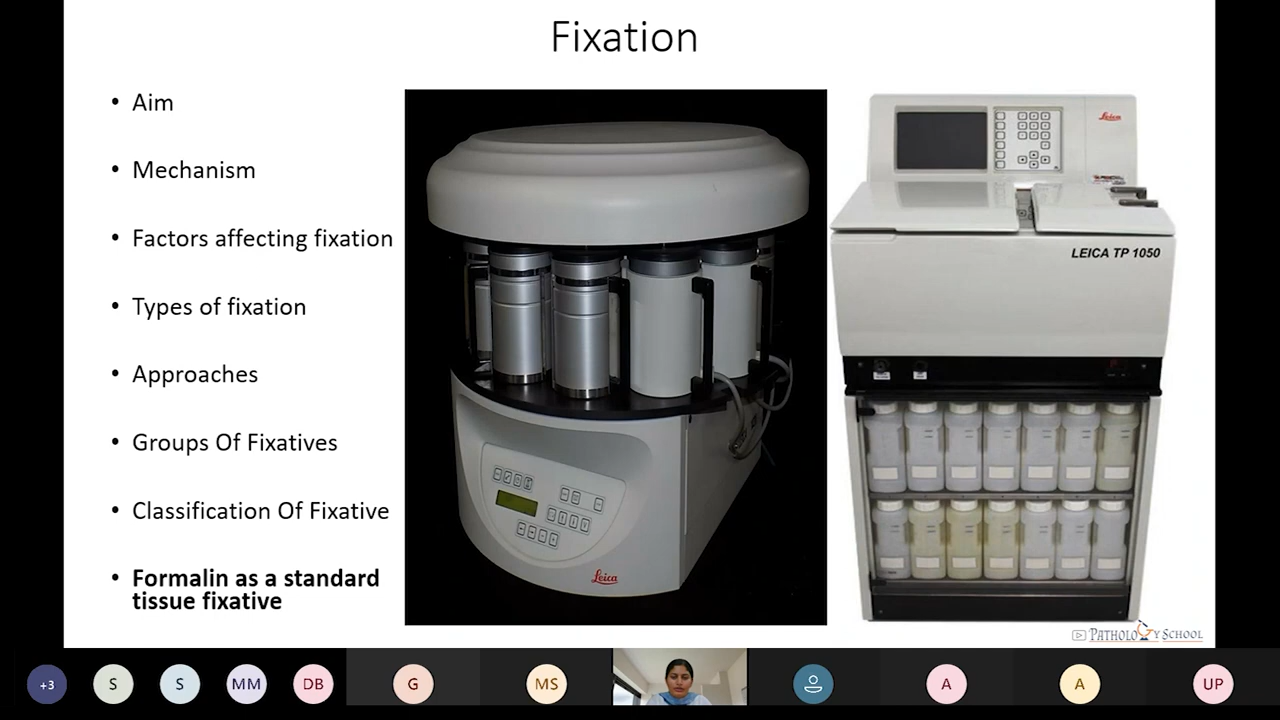 Fixation
• Aim
• Mechanism
• Factors affecting fixation
• Types of fixation
• Approaches
• Groups Of Fixatives
• Classification Of Fixative
• Formalin as a standard
tissue fixative
Leica
Leica
LEICA TP 1050
PATHOLOGY SCHOOL
+3
S
S
MM
DB
G
MS
A
A
UP